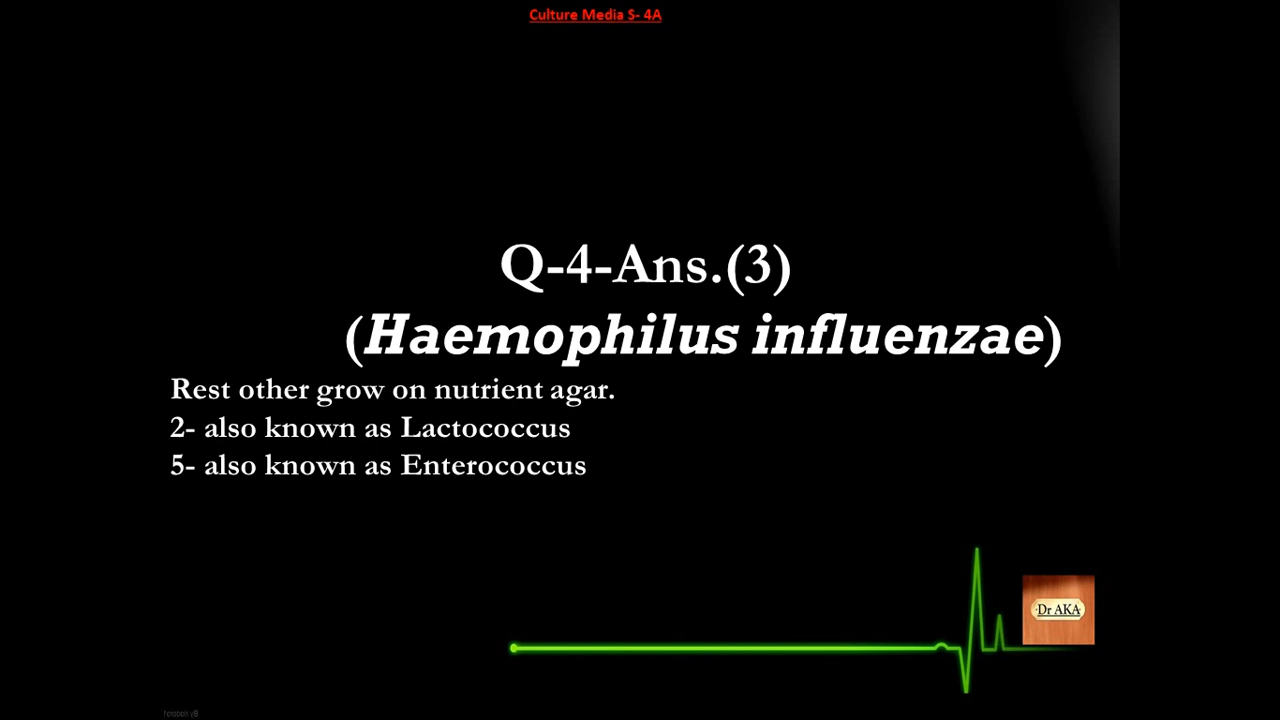 Culture Media S- 4A
Q-4-Ans.(3)
(Haemophilus influenzae)
Rest other grow on nutrient agar.
2- also known as Lactococcus
5- also known as Enterococcus
Dr AKA